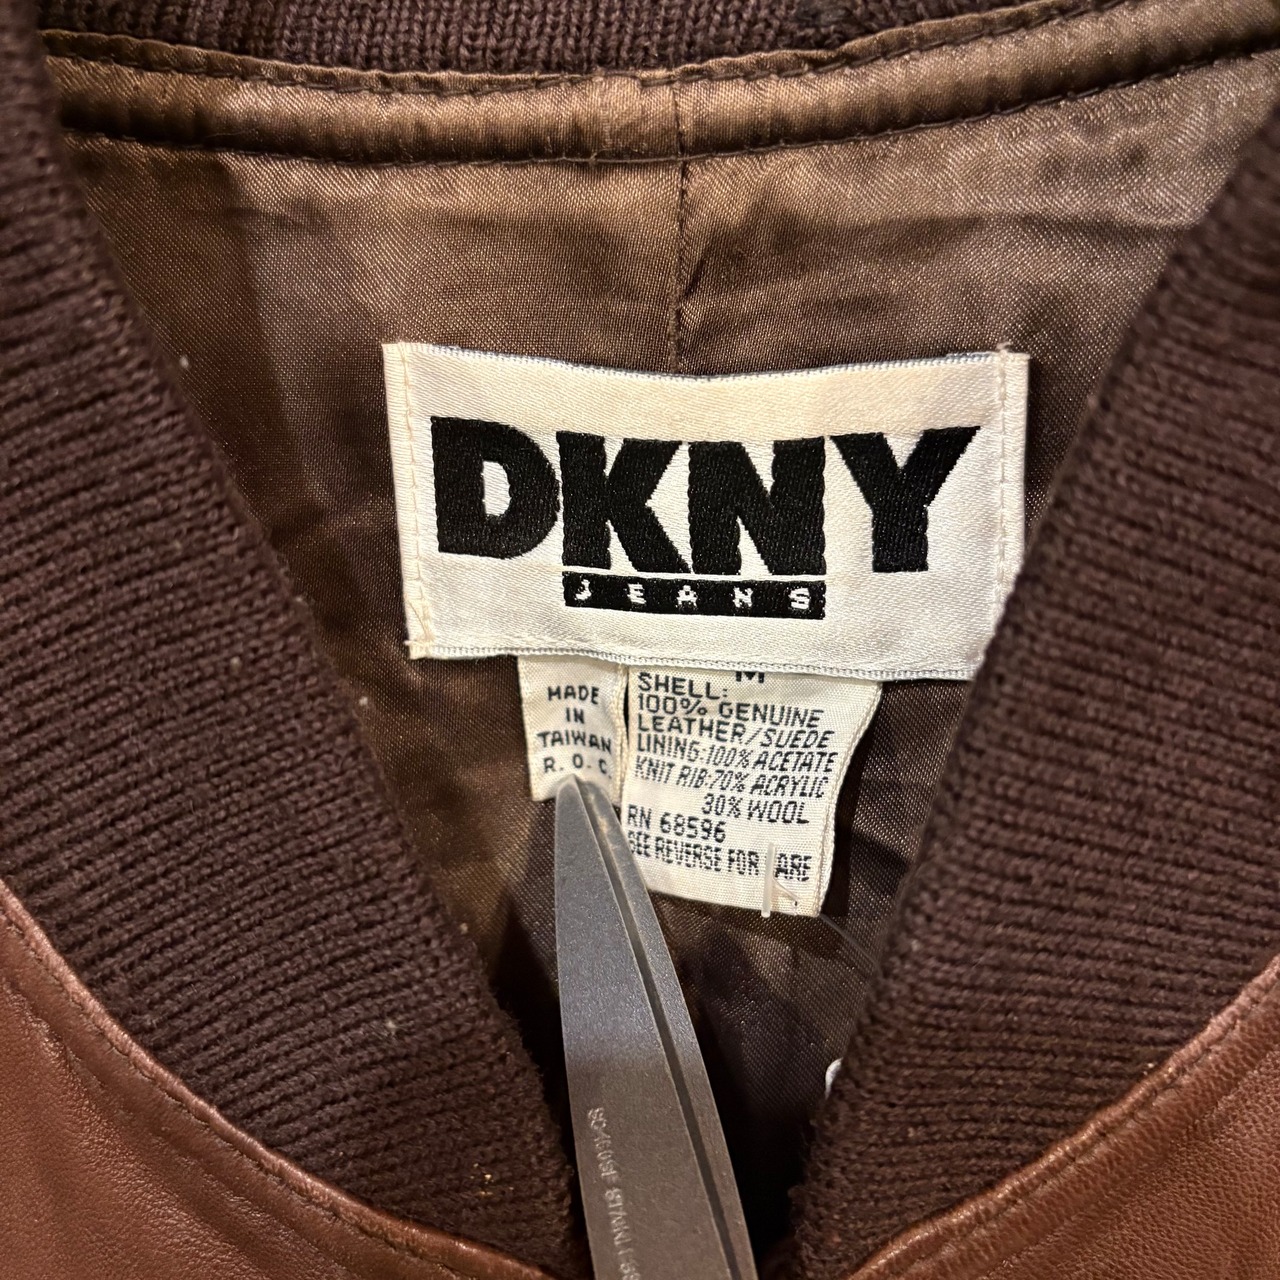 DKNY
JEANS
MADE
IN
TAIWAN
R.O.C.
M
SHELL:
100% GENUINE
LEATHER/SUEDE
LINING:100% ACETATE
KNIT RIB:70% ACRYLIC
30% WOOL
RN 68596
SEE REVERSE FOR ARE